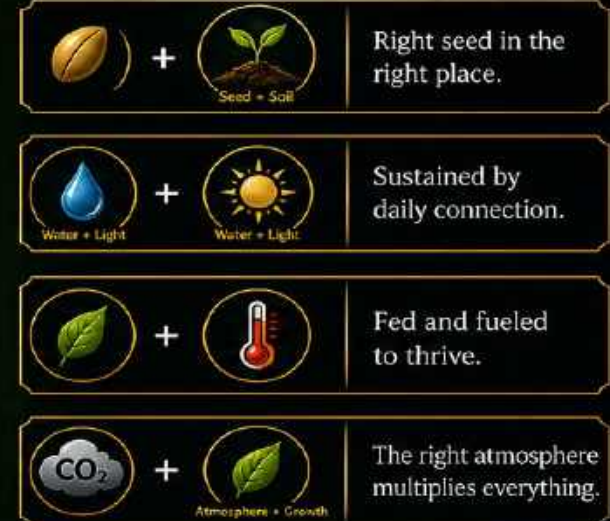 Right seed in the
right place.
Seed + Soil
Sustained by
daily connection.
Water + Light
Water + Light
Fed and fueled
to thrive.
CO₂
The right atmosphere
multiplies everything.
Atmosphere + Growth